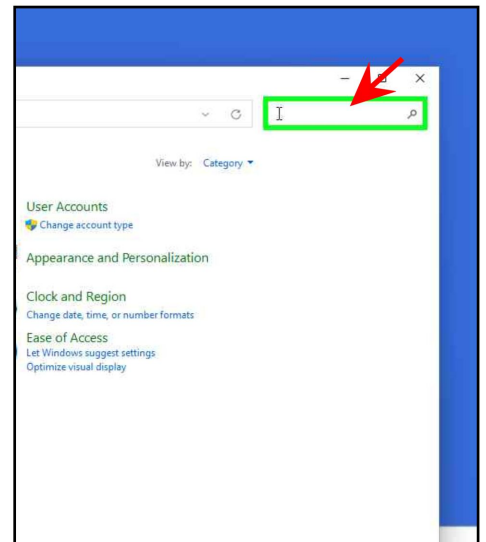 View by: Category
User Accounts
Change account type
Appearance and Personalization
Clock and Region
Change date, time, or number formats
Ease of Access
Let Windows suggest settings
Optimize visual display